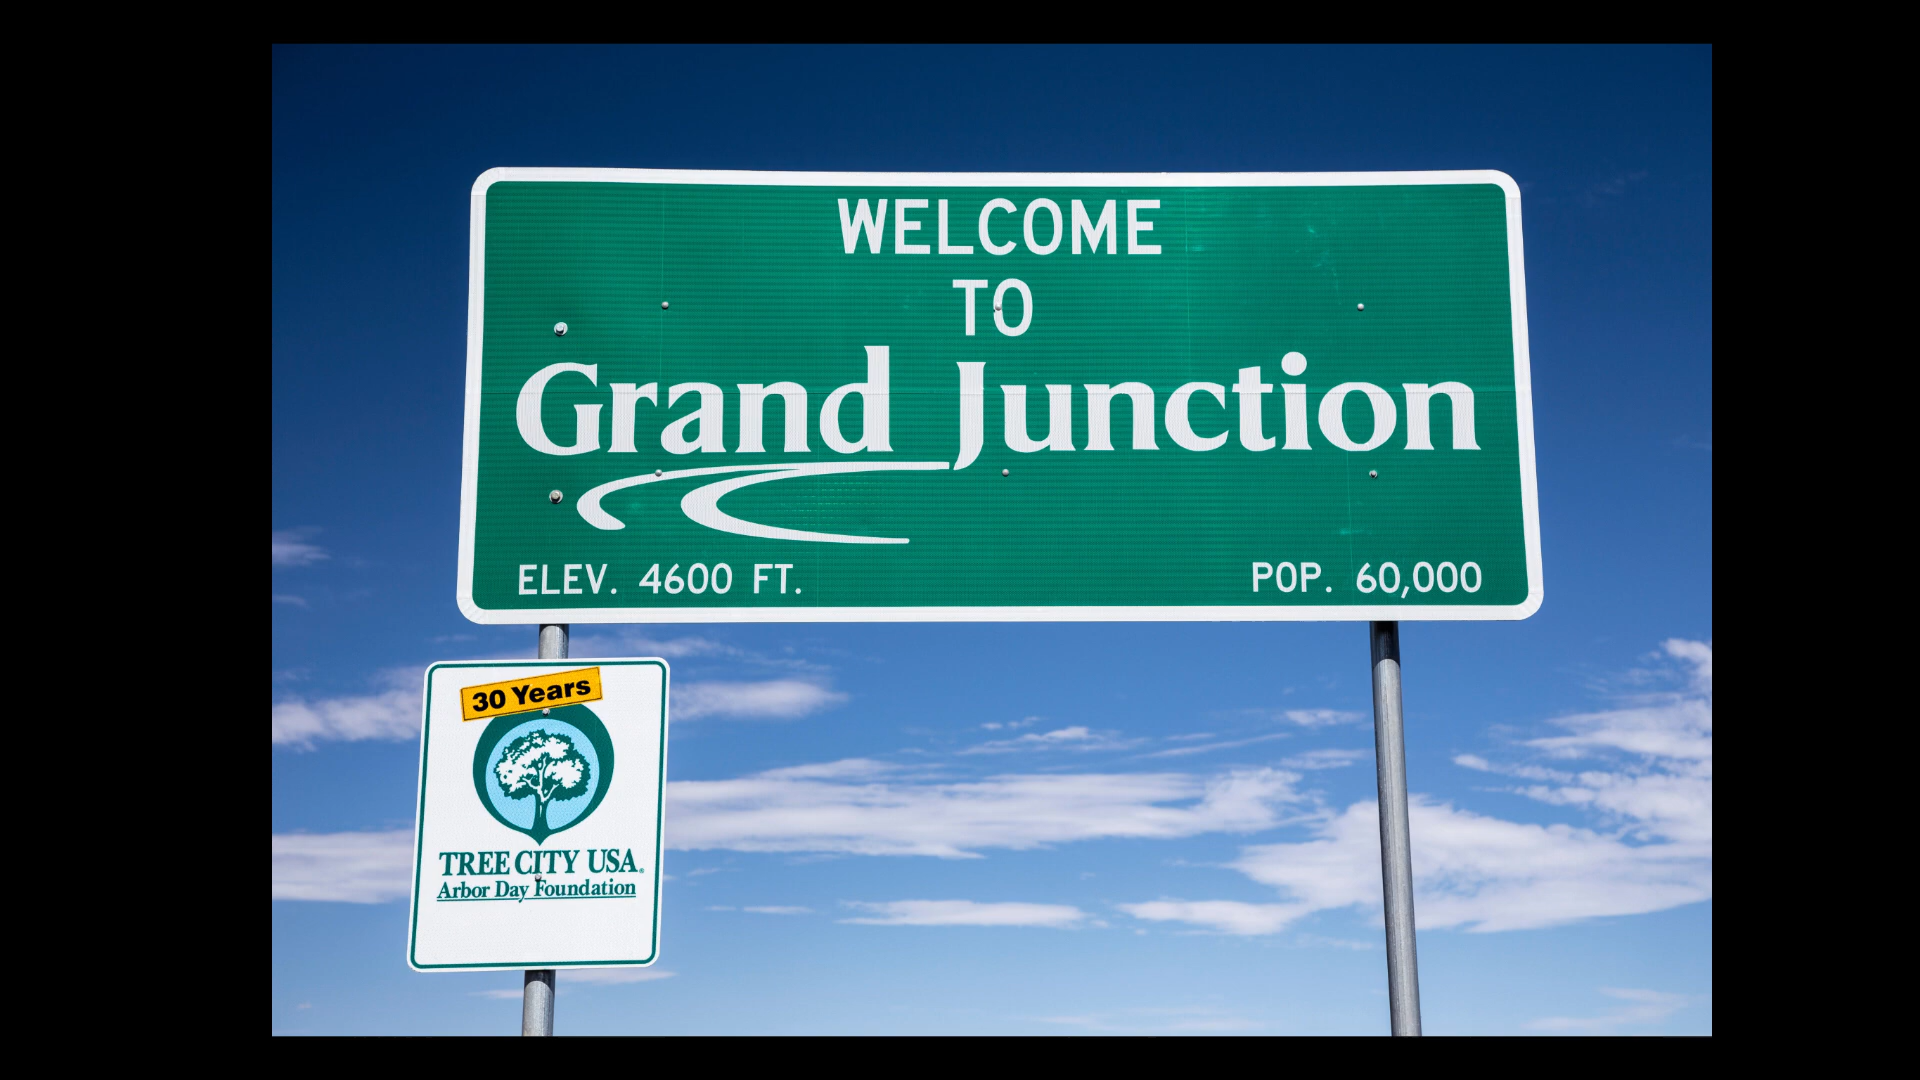 WELCOME
TO
Grand Junction
ELEV. 4600 FT. POP. 60,000
30 Years
TREE CITY USA®
Arbor Day Foundation